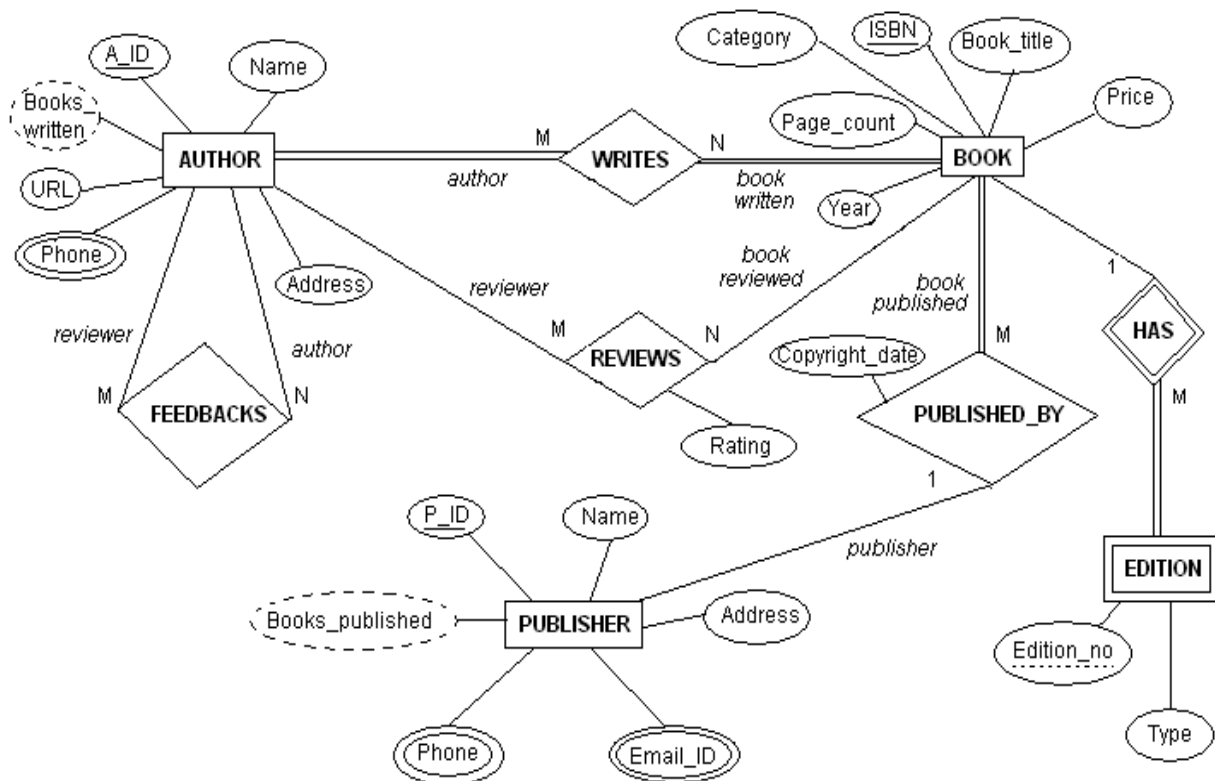 A_ID
Name
Books_
written
AUTHOR
URL
Phone
Address
Category
ISBN
Book_title
Price
Page_count
BOOK
Year
M
WRITES
N
author
book
written
reviewer
book
reviewed
book
published
1
HAS
M
reviewer
author
M
FEEDBACKS
N
M
REVIEWS
N
Rating
Copyright_date
M
PUBLISHED_BY
1
publisher
P_ID
Name
Books_published
PUBLISHER
Address
Phone
Email_ID
EDITION
Edition_no
Type